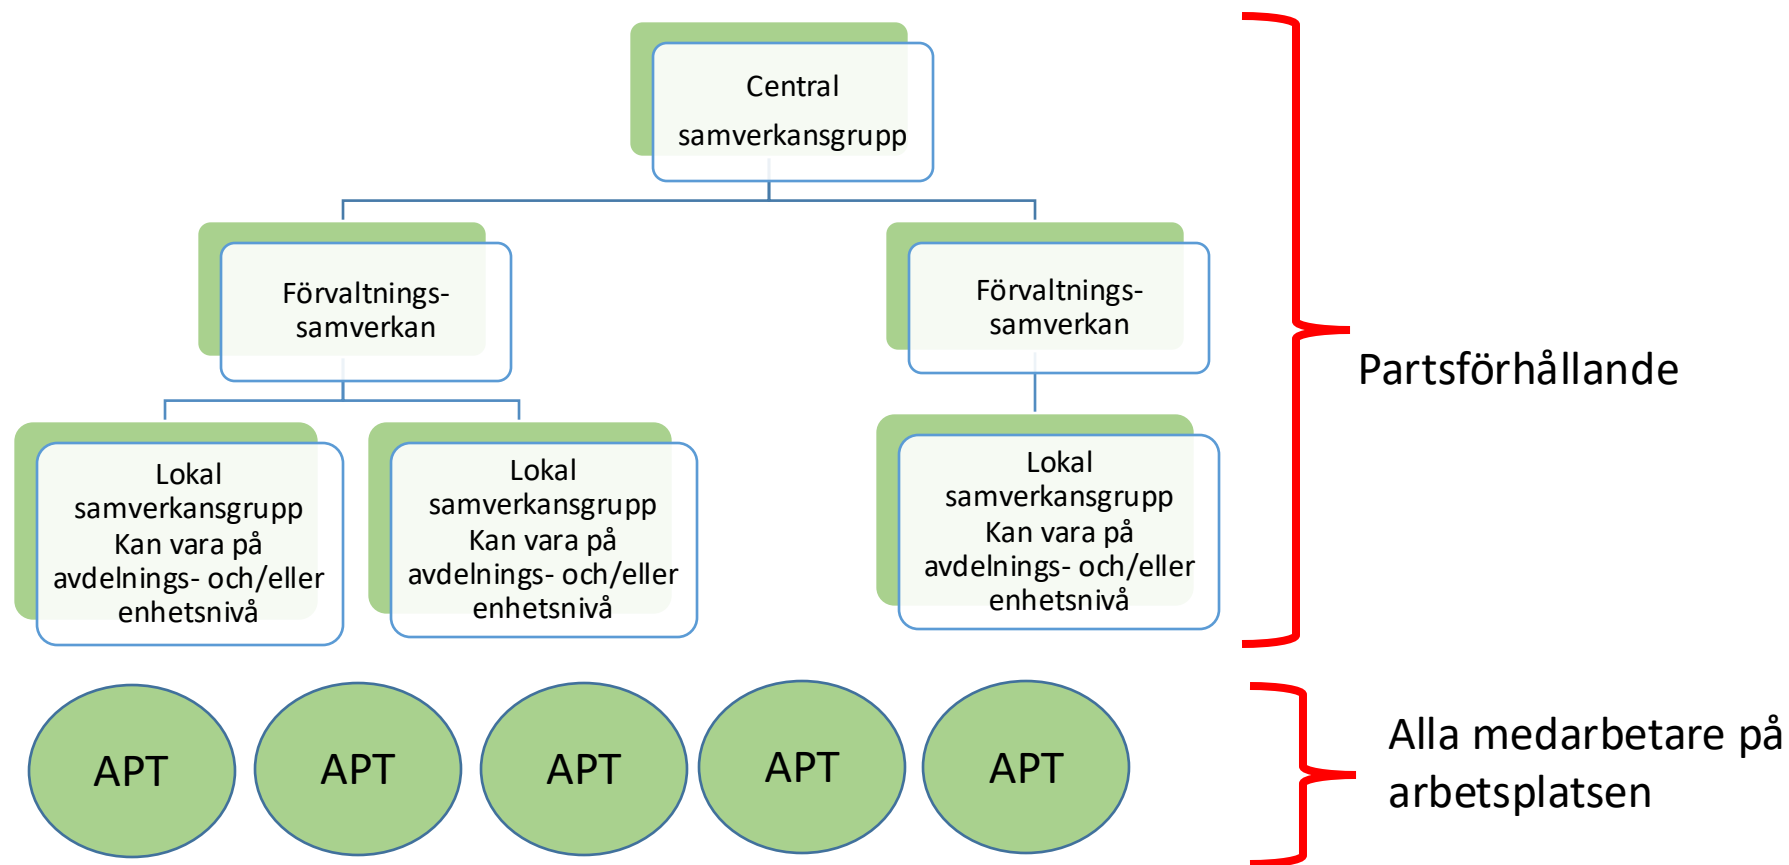 Central
samverkansgrupp
Förvaltnings-
samverkan
Förvaltnings-
samverkan
Partsförhållande
Lokal
samverkansgrupp
Kan vara på
avdelnings- och/eller
enhetsnivå
Lokal
samverkansgrupp
Kan vara på
avdelnings- och/eller
enhetsnivå
Lokal
samverkansgrupp
Kan vara på
avdelnings- och/eller
enhetsnivå
APT
APT
APT
APT
APT
Alla medarbetare på
arbetsplatsen